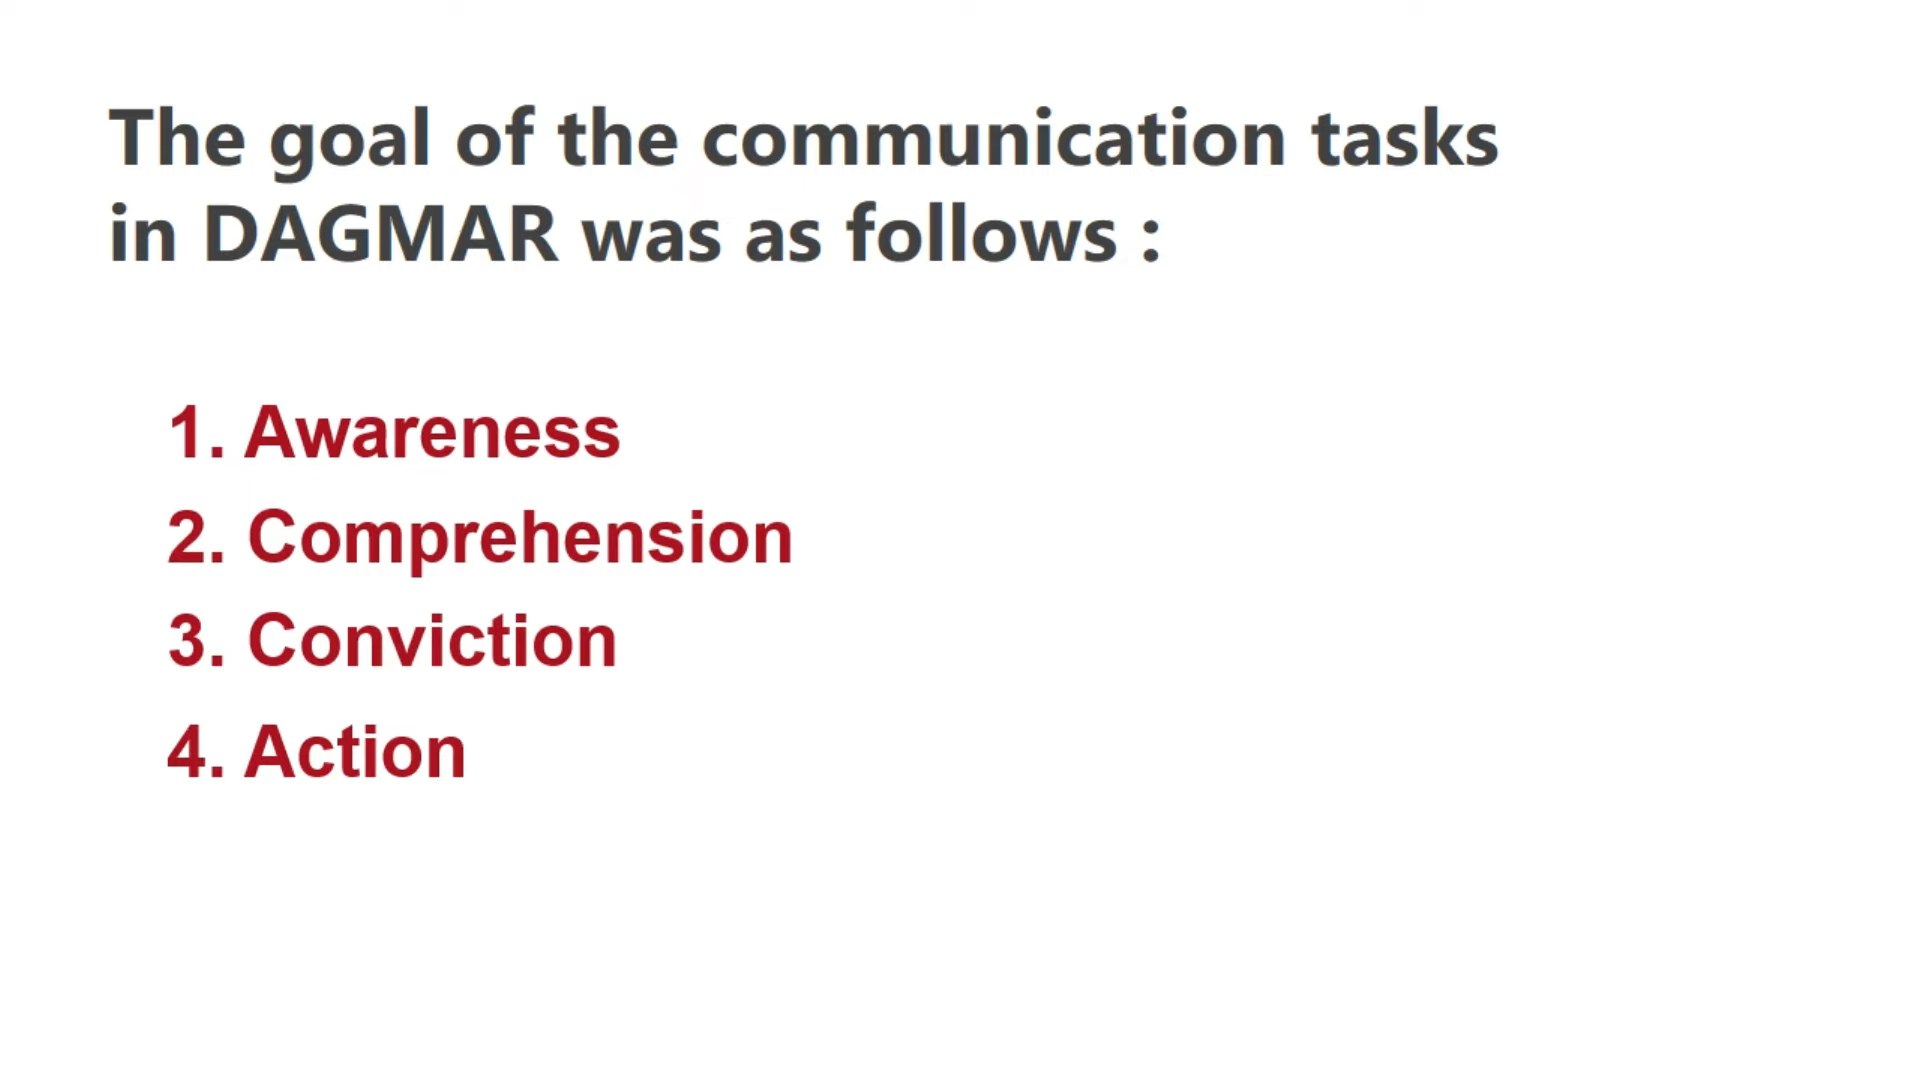 The goal of the communication tasks
in DAGMAR was as follows :
1. Awareness
2. Comprehension
3. Conviction
4. Action